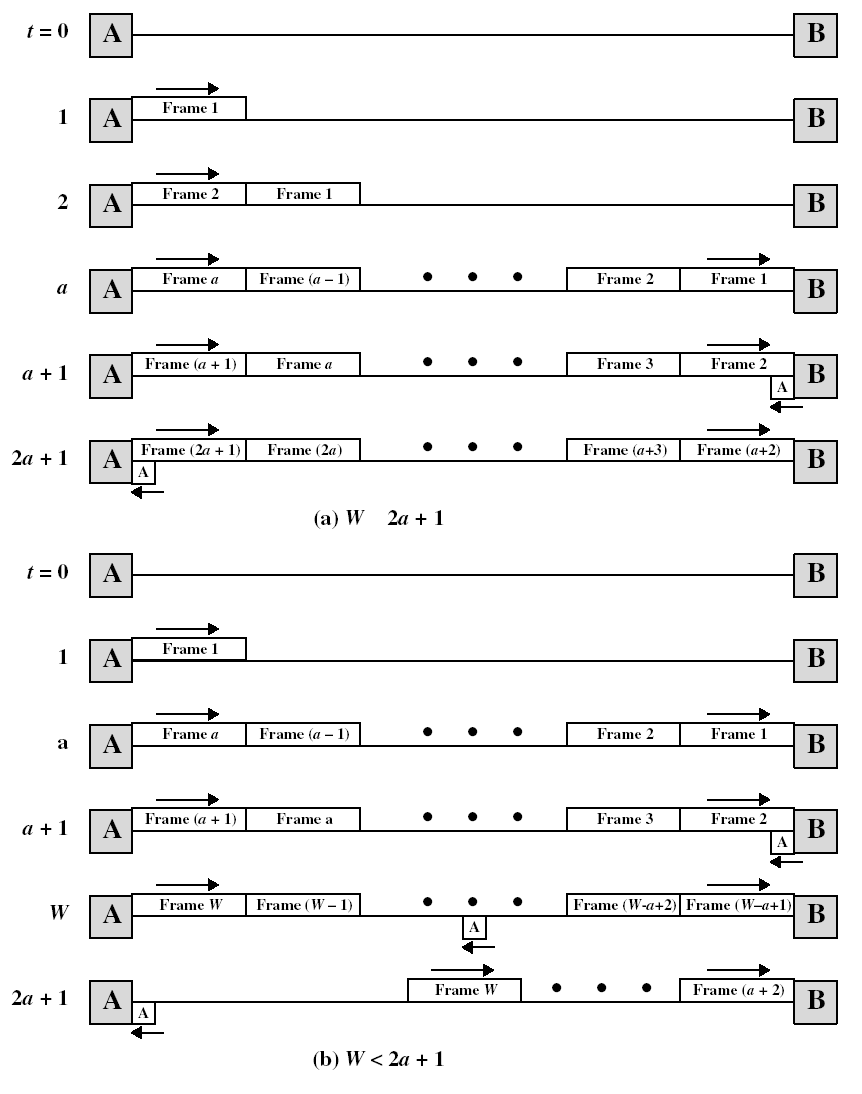 t = 0 A B
1 A Frame 1 B
2 A Frame 2 Frame 1 B
a A Frame a Frame (a – 1) • • • Frame 2 Frame 1 B
a + 1 A Frame (a + 1) Frame a • • • Frame 3 Frame 2 B
A
2a + 1 A Frame (2a + 1) Frame (2a) • • • Frame (a+3) Frame (a+2) B
A
(a) W 2a + 1
t = 0 A B
1 A Frame 1 B
a A Frame a Frame (a – 1) • • • Frame 2 Frame 1 B
a + 1 A Frame (a + 1) Frame a • • • Frame 3 Frame 2 B
A
W A Frame W Frame (W – 1) • • • Frame (W-a+2) Frame (W–a+1) B
A
2a + 1 A Frame W • • • Frame (a + 2) B
A
(b) W < 2a + 1